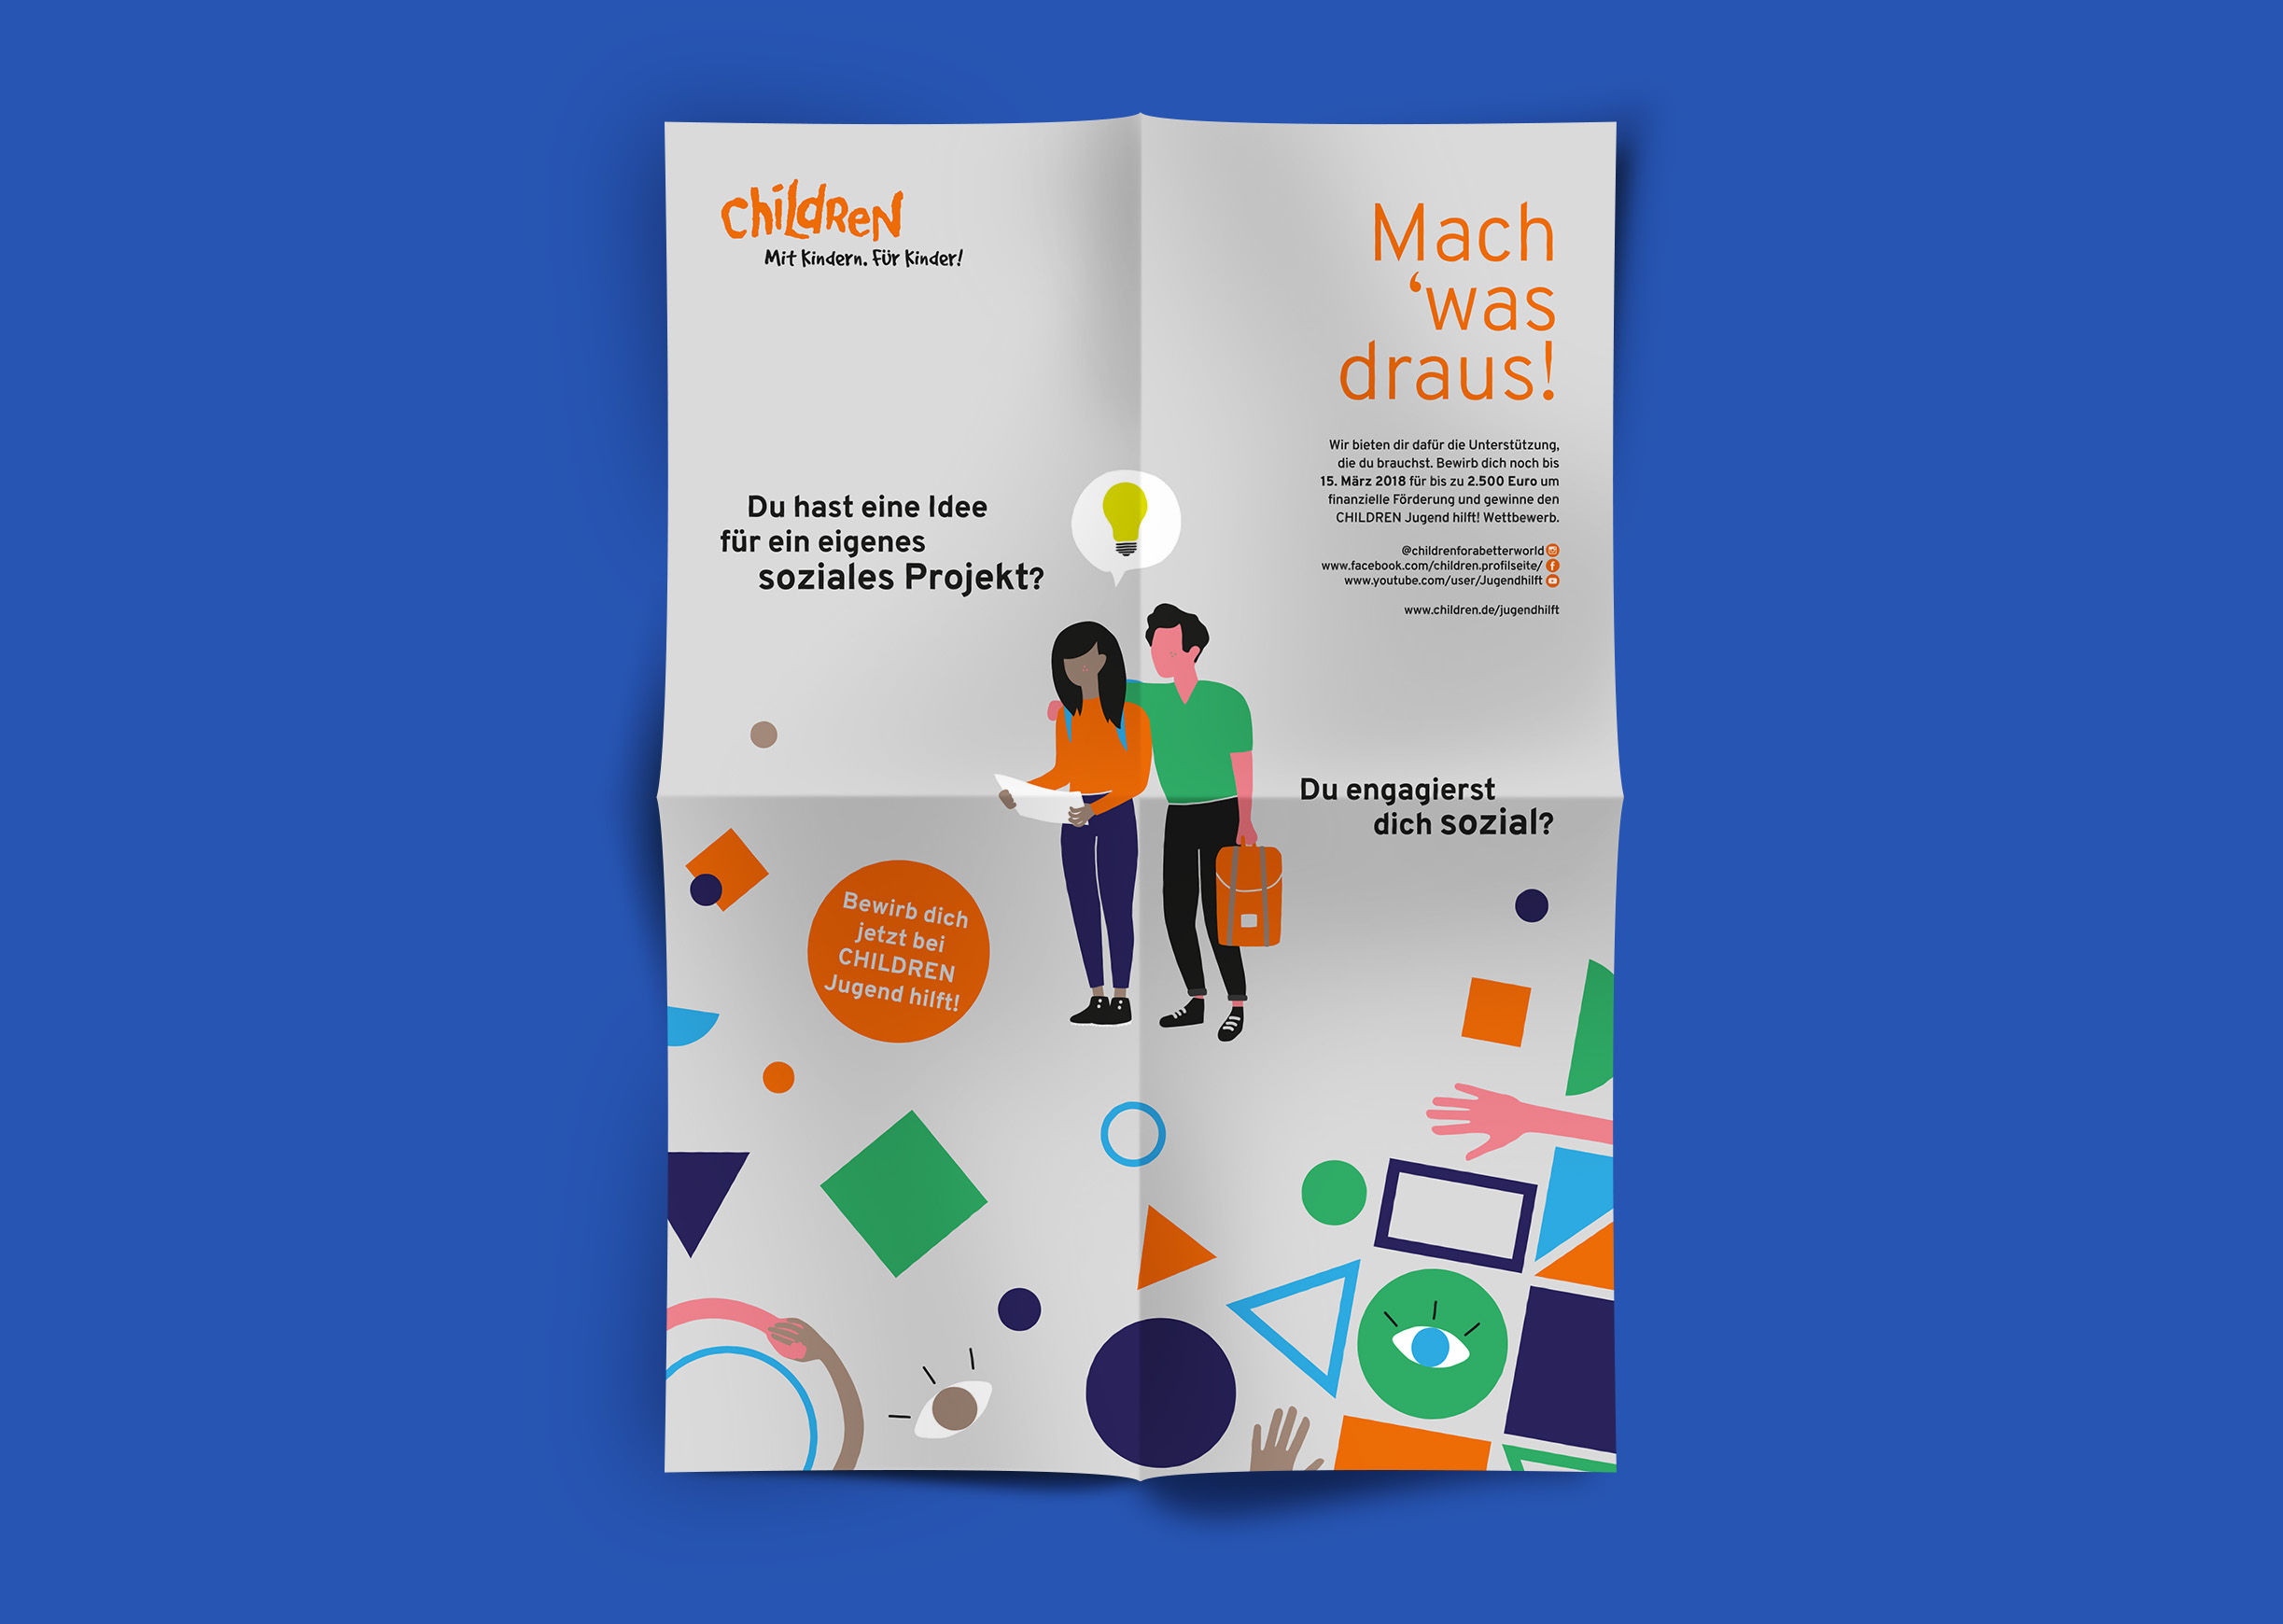 CHILDREN
Mit Kindern. Für Kinder!
Mach
‘was
draus!
Wir bieten dir dafür die Unterstützung,
die du brauchst. Bewirb dich noch bis
15. März 2018 für bis zu 2.500 Euro um
finanzielle Förderung und gewinne den
CHILDREN Jugend hilft! Wettbewerb.
@childrenforabetterworld
www.facebook.com/children.profilseite/
www.youtube.com/user/Jugendhilft
www.children.de/jugendhilft
Du hast eine Idee
für ein eigenes
soziales Projekt?
Du engagierst
dich sozial?
Bewirb dich
jetzt bei
CHILDREN
Jugend hilft!